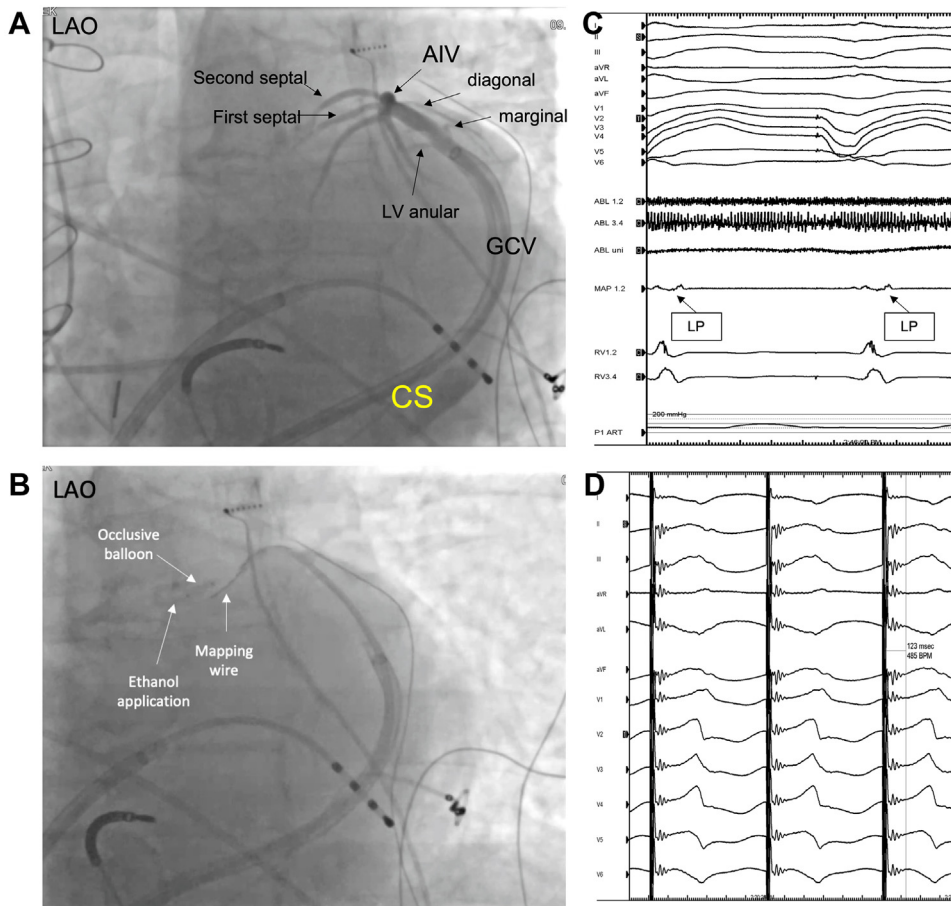 A
LAO
09.
AIV
Second septal
diagonal
First septal
marginal
LV anular
GCV
CS
B
LAO
Occlusive
balloon
Mapping
wire
Ethanol
application
C
II
III
aVR
aVL
aVF
V1
V2
V3
V4
V5
V6
ABL 1.2
ABL 3.4
ABL uni
MAP 1.2
LP
LP
RV1.2
RV3.4
200 mmHg
P1 ART
D
I
II
III
aVR
aVL
123 msec
485 BPM
aVF
V1
V2
V3
V4
V5
V6